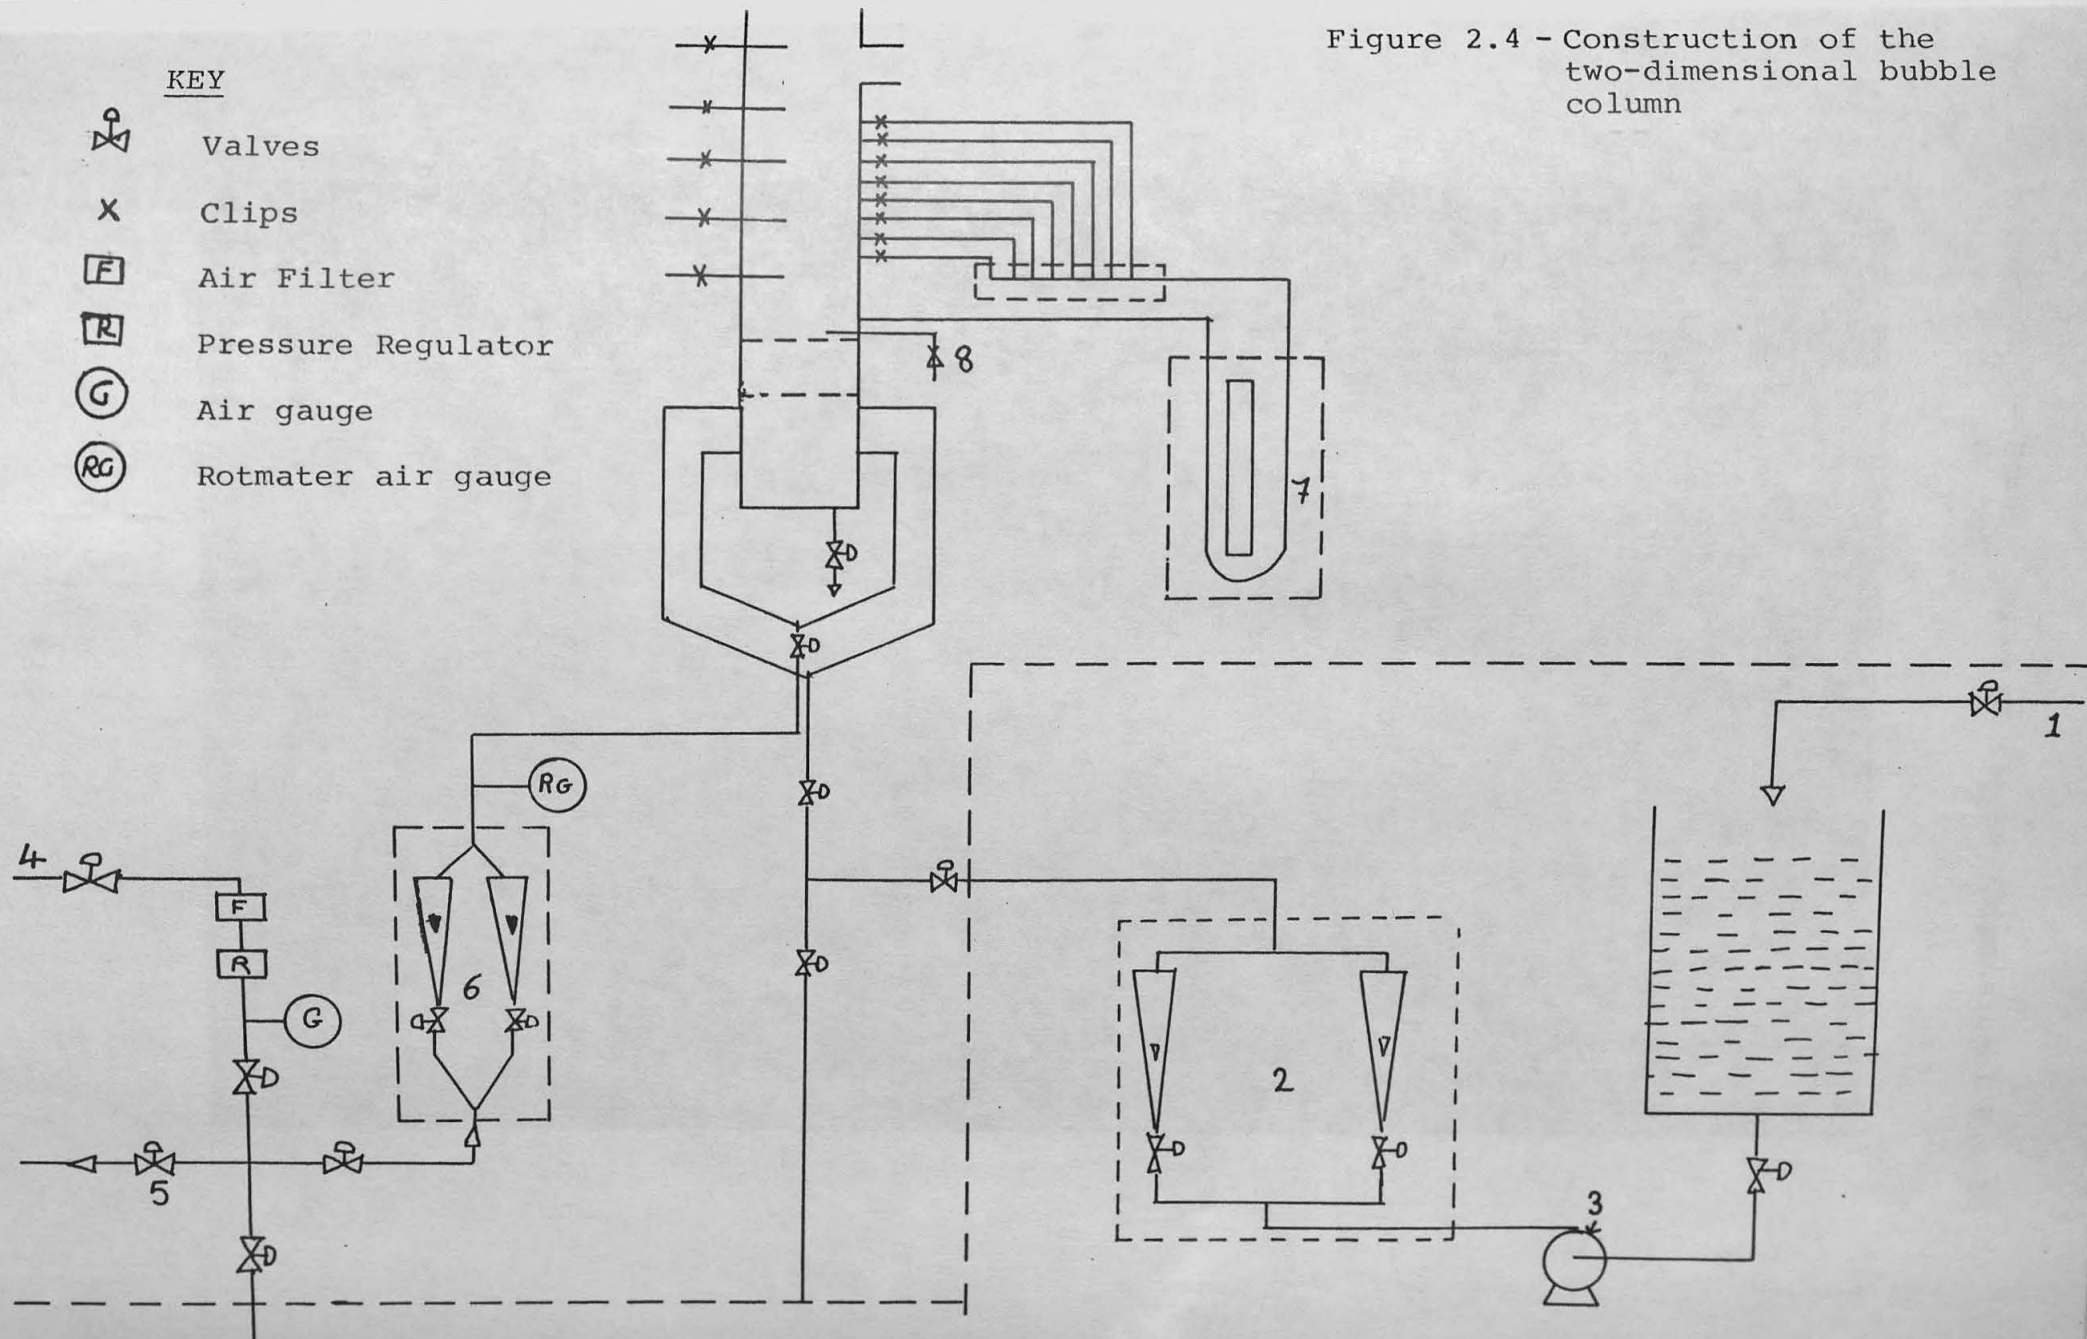 Figure 2.4 - Construction of the
two-dimensional bubble
column
KEY
Valves
X Clips
F Air Filter
R Pressure Regulator
G Air gauge
RG Rotmater air gauge
8
7
1
RG
4
F
R
6
G
2
5
3